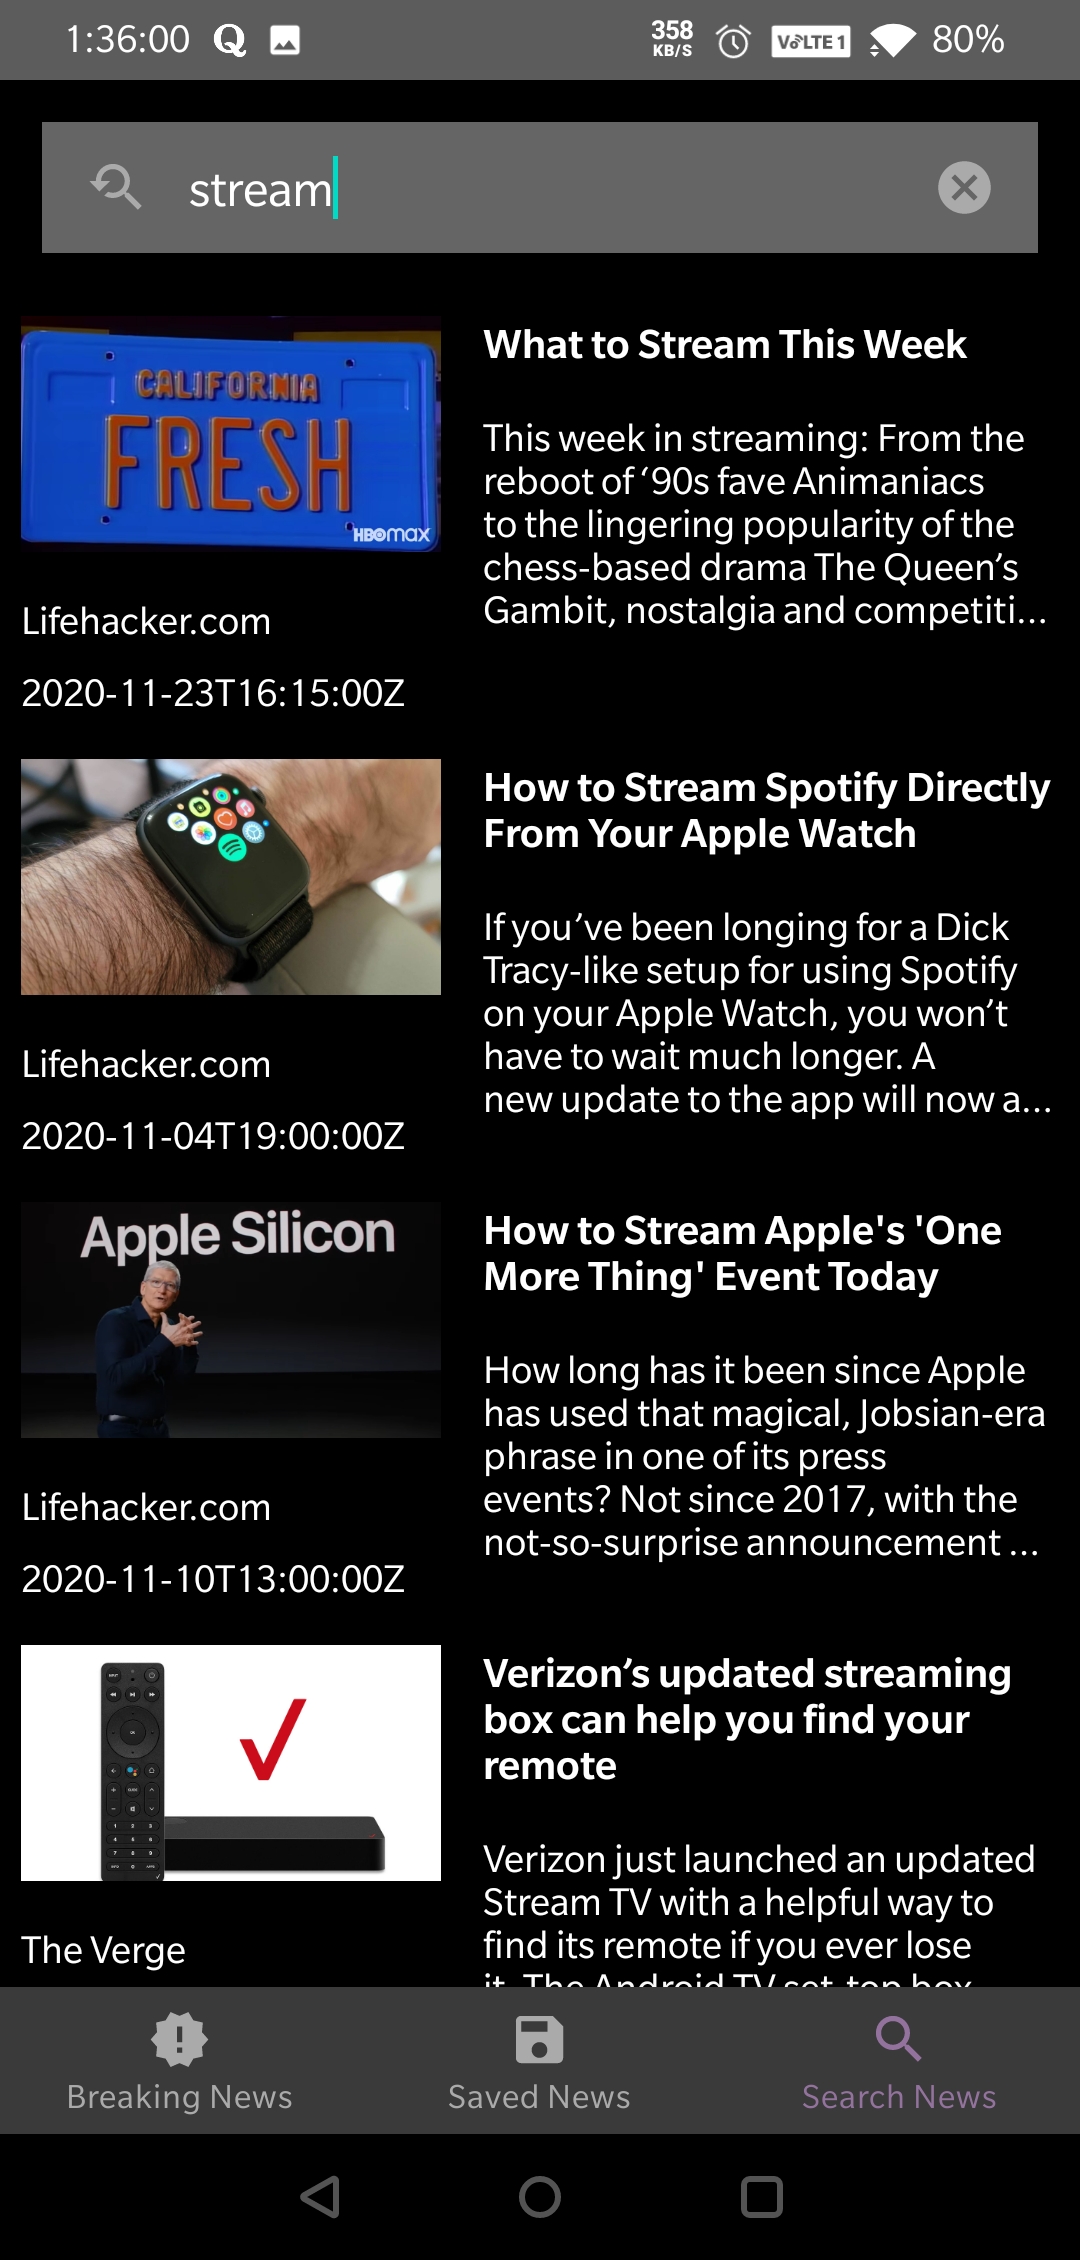 1:36:00
358
KB/S
VoLTE 1
80%
stream
CALIFORNIA
FRESH
HBOmax
What to Stream This Week
This week in streaming: From the
reboot of ‘90s fave Animaniacs
to the lingering popularity of the
chess-based drama The Queen’s
Gambit, nostalgia and competiti...
Lifehacker.com
2020-11-23T16:15:00Z
How to Stream Spotify Directly
From Your Apple Watch
If you’ve been longing for a Dick
Tracy-like setup for using Spotify
on your Apple Watch, you won’t
have to wait much longer. A
new update to the app will now a...
Lifehacker.com
2020-11-04T19:00:00Z
Apple Silicon
How to Stream Apple's 'One
More Thing' Event Today
How long has it been since Apple
has used that magical, Jobsian-era
phrase in one of its press
events? Not since 2017, with the
not-so-surprise announcement ...
Lifehacker.com
2020-11-10T13:00:00Z
Verizon’s updated streaming
box can help you find your
remote
Verizon just launched an updated
Stream TV with a helpful way to
find its remote if you ever lose
it. The Android TV set-top box
The Verge
Breaking News
Saved News
Search News